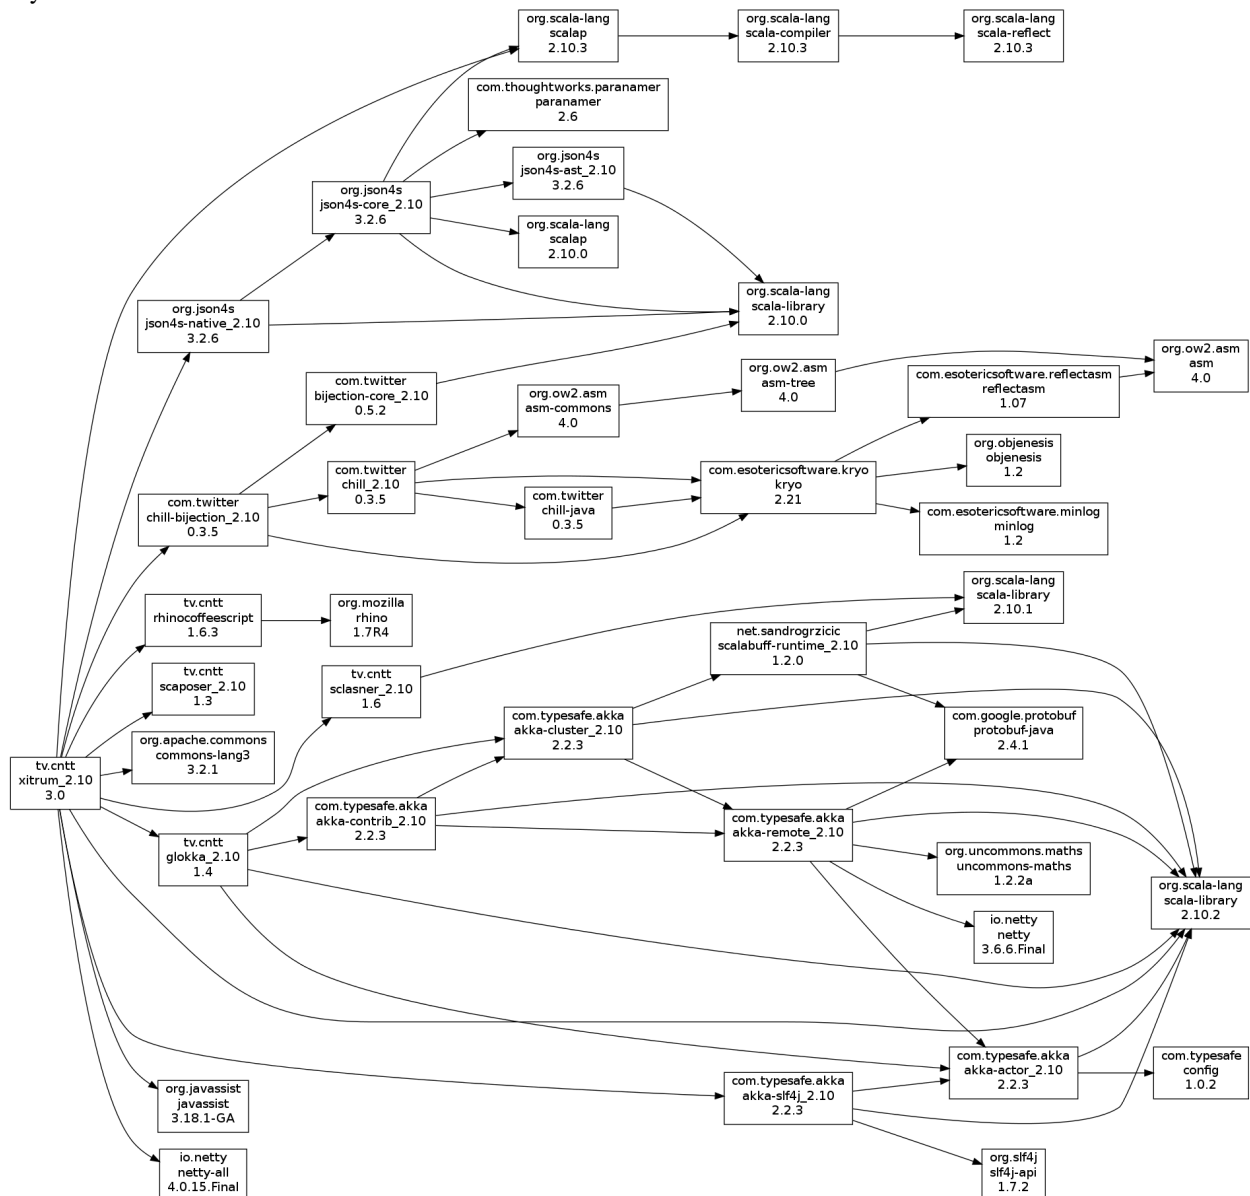 y
org.scala-lang
scalap
2.10.3
org.scala-lang
scala-compiler
2.10.3
org.scala-lang
scala-reflect
2.10.3
com.thoughtworks.paranamer
paranamer
2.6
org.json4s
json4s-ast_2.10
3.2.6
org.json4s
json4s-core_2.10
3.2.6
org.scala-lang
scalap
2.10.0
org.scala-lang
scala-library
2.10.0
org.json4s
json4s-native_2.10
3.2.6
org.ow2.asm
asm
4.0
org.ow2.asm
asm-tree
4.0
com.esotericsoftware.reflectasm
reflectasm
1.07
com.twitter
bijection-core_2.10
0.5.2
org.ow2.asm
asm-commons
4.0
org.objenesis
objenesis
1.2
com.twitter
chill_2.10
0.3.5
com.esotericsoftware.kryo
kryo
2.21
com.twitter
chill-java
0.3.5
com.twitter
chill-bijection_2.10
0.3.5
com.esotericsoftware.minlog
minlog
1.2
org.scala-lang
scala-library
2.10.1
tv.cntt
rhinocoffeescript
1.6.3
org.mozilla
rhino
1.7R4
net.sandrogrzicic
scalabuff-runtime_2.10
1.2.0
tv.cntt
scaposer_2.10
1.3
tv.cntt
sclasner_2.10
1.6
com.typesafe.akka
akka-cluster_2.10
2.2.3
com.google.protobuf
protobuf-java
2.4.1
org.apache.commons
commons-lang3
3.2.1
tv.cntt
xitrum_2.10
3.0
com.typesafe.akka
akka-contrib_2.10
2.2.3
com.typesafe.akka
akka-remote_2.10
2.2.3
tv.cntt
glokka_2.10
1.4
org.uncommons.maths
uncommons-maths
1.2.2a
org.scala-lang
scala-library
2.10.2
io.netty
netty
3.6.6.Final
com.typesafe.akka
akka-actor_2.10
2.2.3
com.typesafe
config
1.0.2
com.typesafe.akka
akka-slf4j_2.10
2.2.3
org.javassist
javassist
3.18.1-GA
io.netty
netty-all
4.0.15.Final
org.slf4j
slf4j-api
1.7.2